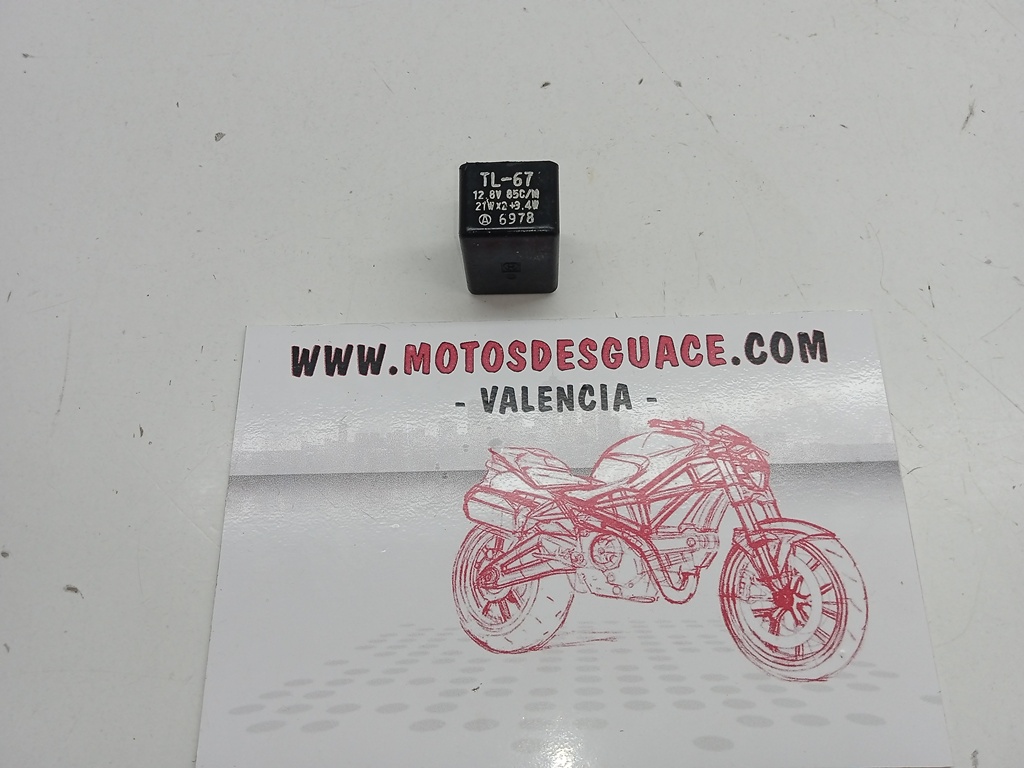 TL-67
12.8V 85C/M
21W×2+3.4W
Ⓐ 6978
WWW.MOTOSDESGUACE.COM
- VALENCIA -